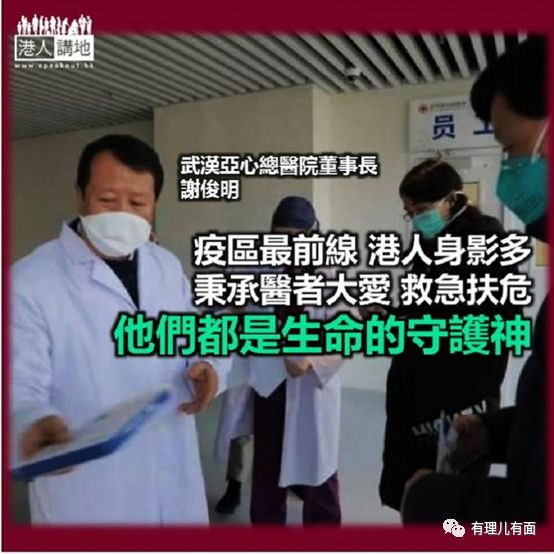 港人講地
www.speakout.hk
员工
武漢亞心總醫院董事長
謝俊明
疫區最前線 港人身影多
秉承醫者大愛 救急扶危
他們都是生命的守護神
有理儿有面